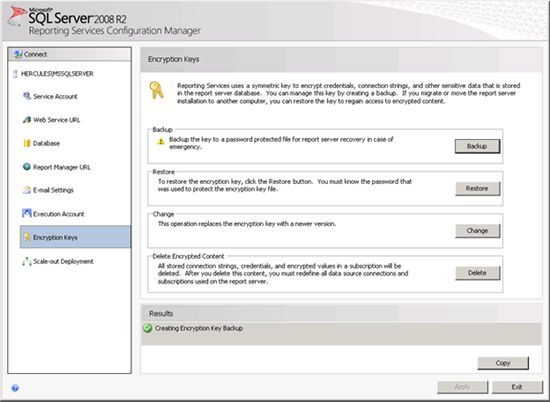 Microsoft
SQL Server 2008 R2
Reporting Services Configuration Manager
Connect
HERCULES\MSSQLSERVER
Service Account
Web Service URL
Database
Report Manager URL
E-mail Settings
Execution Account
Encryption Keys
Scale-out Deployment
Encryption Keys
Reporting Services uses a symmetric key to encrypt credentials, connection strings, and other sensitive data that is stored
in the report server database. You can manage this key by creating a backup. If you migrate or move the report server
installation to another computer, you can restore the key to regain access to encrypted content.
Backup
Backup the key to a password protected file for report server recovery in case of
emergency.
Backup
Restore
To restore the encryption key, click the Restore button. You must know the password that
was used to protect the encryption key file.
Restore
Change
This operation replaces the encryption key with a newer version.
Change
Delete Encrypted Content
All stored connection strings, credentials, and encrypted values in a subscription will be
deleted. After you delete this content, you must redefine all data source connections and
subscriptions used on the report server.
Delete
Results
Creating Encryption Key Backup
Copy
Apply
Exit